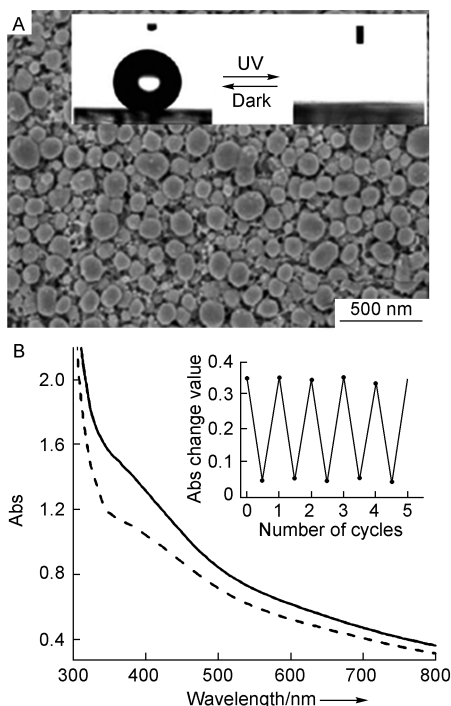 A
UV
Dark
500 nm
B
2.0
1.6
1.2
0.8
0.4
Abs
300 400 500 600 700 800
Wavelength/nm
0.4
0.3
0.2
0.1
0
Abs change value
0 1 2 3 4 5
Number of cycles